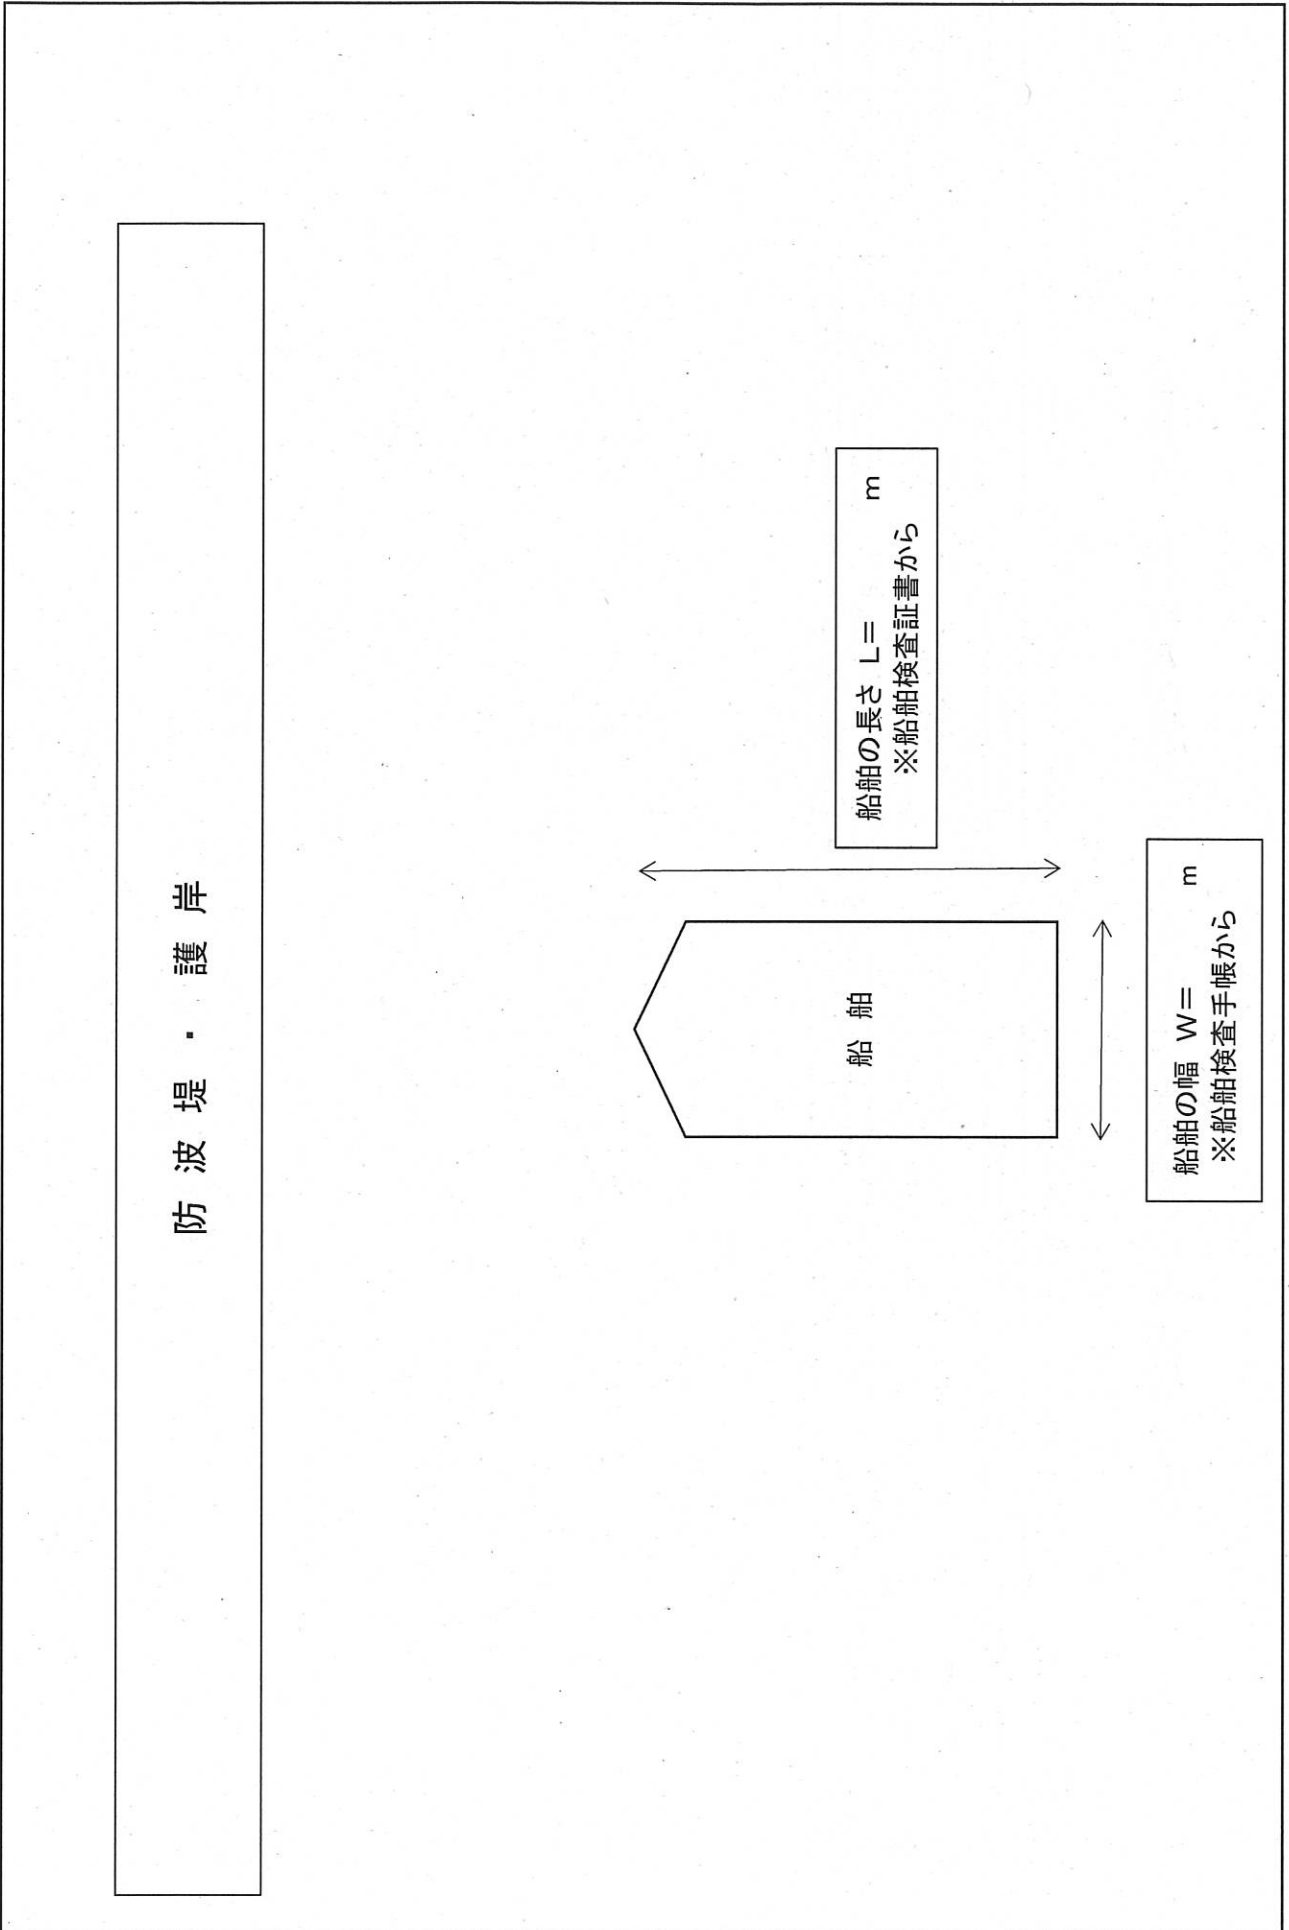 防 波 堤 ・ 護 岸
船 舶
船舶の長さ L＝ m
※船舶検査証書から
船舶の幅 W＝ m
※船舶検査手帳から